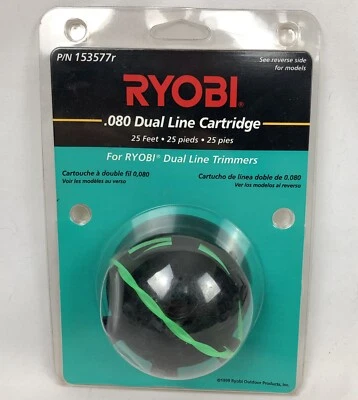 P/N 153577r
See reverse side
for models
RYOBI®
.080 Dual Line Cartridge
25 Feet • 25 pieds • 25 pies
For RYOBI® Dual Line Trimmers
Cartouche à double fil 0,080
Voir les modèles au verso
Cartucho de linea doble de 0,080
Ver los modelos al reverso
©1999 Ryobi Outdoor Products, Inc.